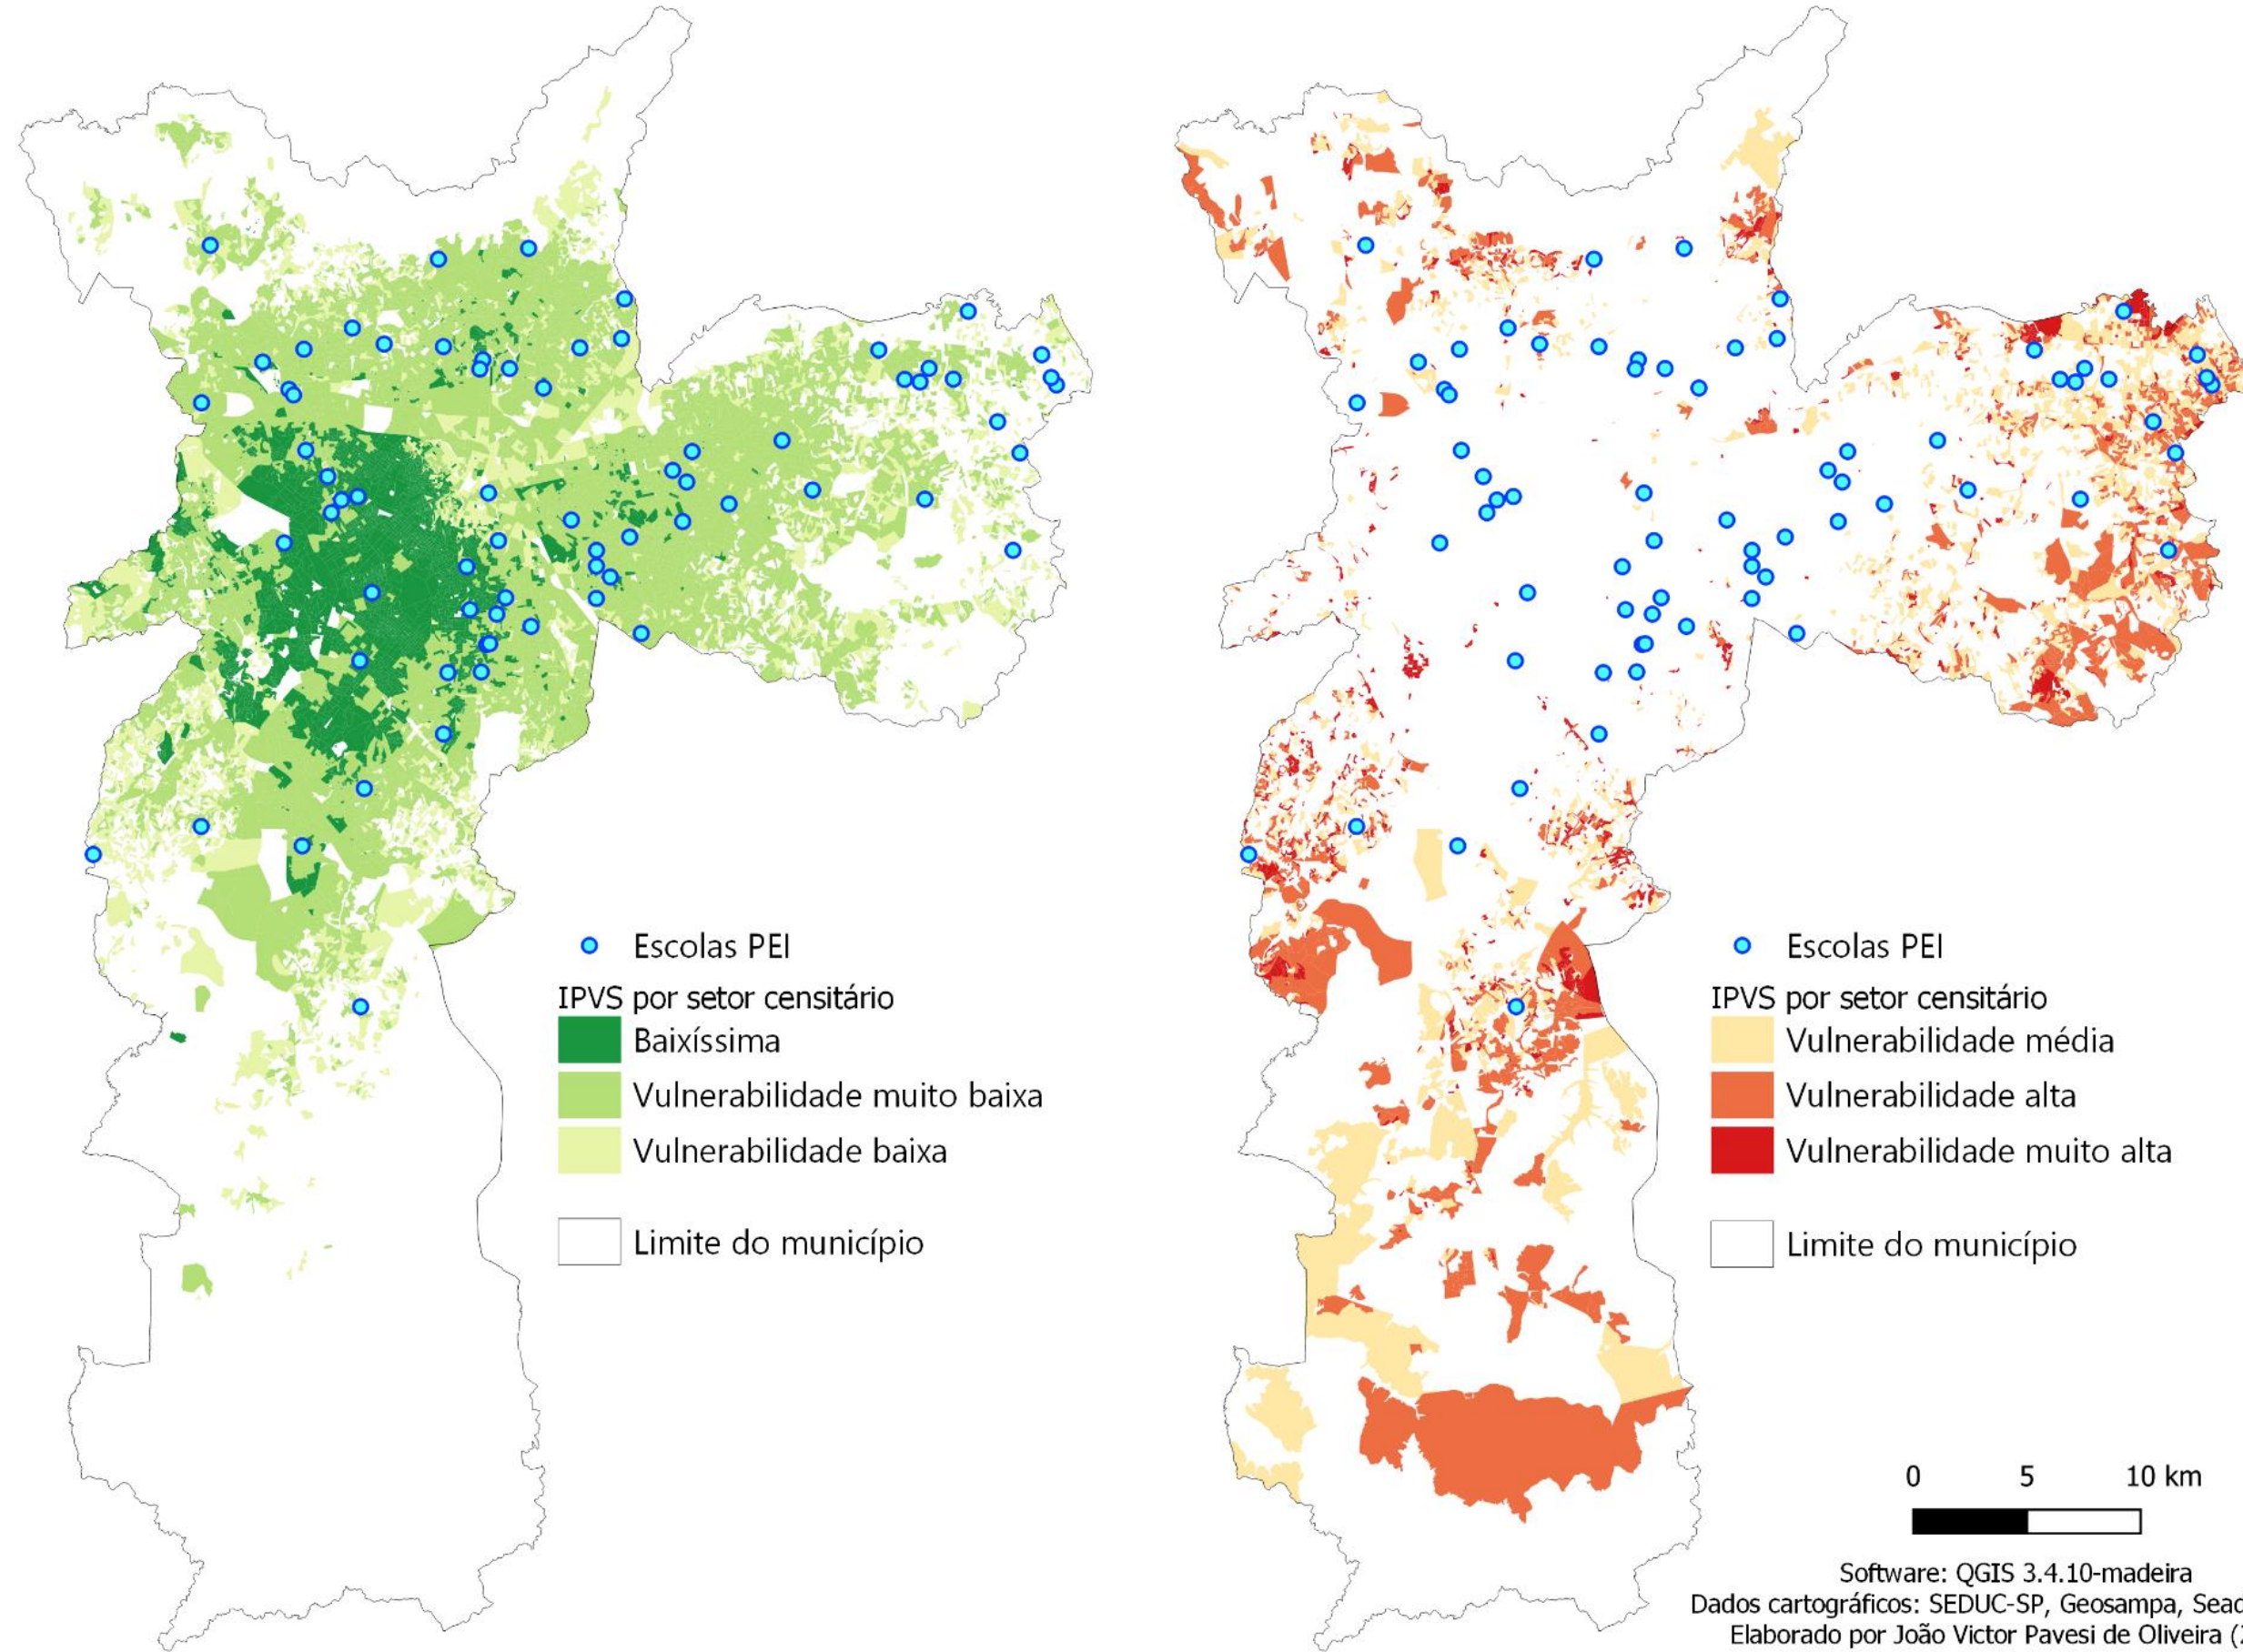 Escolas PEI
IPVS por setor censitário
Baixíssima
Vulnerabilidade muito baixa
Vulnerabilidade baixa
Limite do município
Escolas PEI
IPVS por setor censitário
Vulnerabilidade média
Vulnerabilidade alta
Vulnerabilidade muito alta
Limite do município
0 5 10 km
Software: QGIS 3.4.10-madeira
Dados cartográficos: SEDUC-SP, Geosampa,
Elaborado por João Victor Pavesi de Oliveira